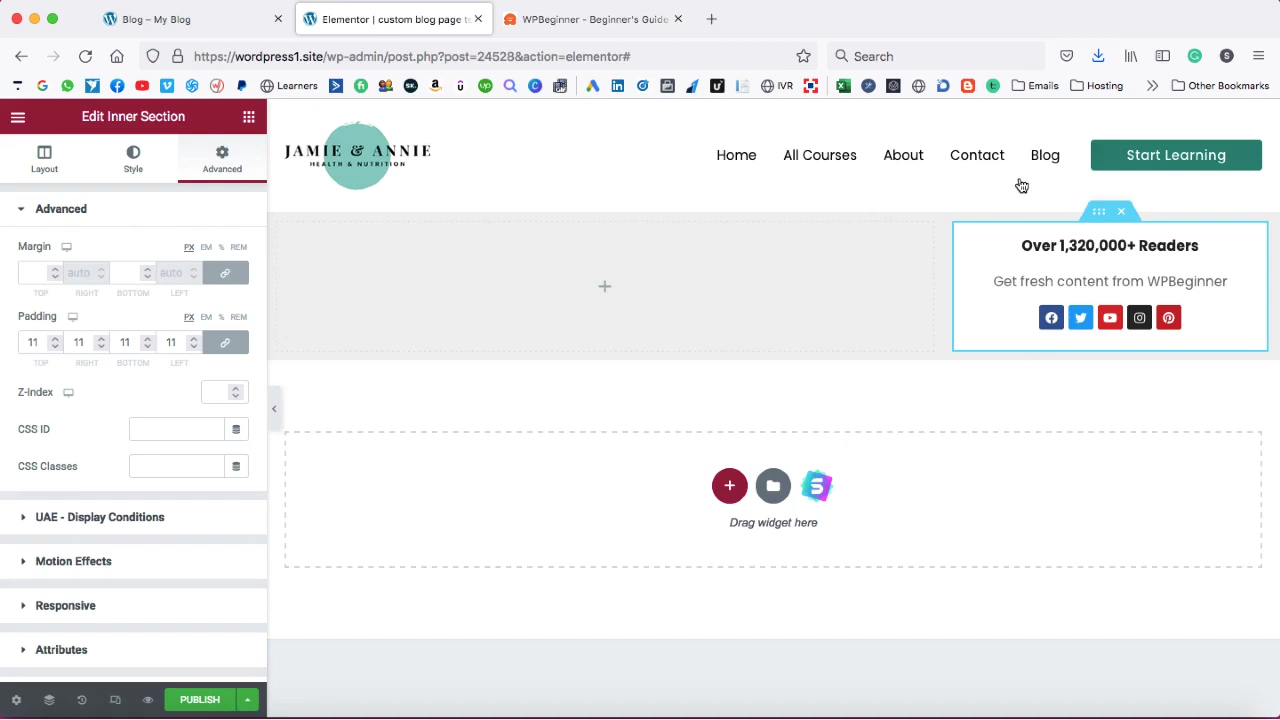 Blog – My Blog
Elementor | custom blog page te
WPBeginner - Beginner's Guide
https://wordpress1.site/wp-admin/post.php?post=24528&action=elementor#
Search
Learners
IVR
Emails
Hosting
Other Bookmarks
Edit Inner Section
Layout
Style
Advanced
Advanced
Margin
PX EM % REM
auto
auto
TOP RIGHT BOTTOM LEFT
Padding
PX EM % REM
11 11 11 11
TOP RIGHT BOTTOM LEFT
Z-Index
CSS ID
CSS Classes
UAE - Display Conditions
Motion Effects
Responsive
Attributes
PUBLISH
JAMIE & ANNIE
HEALTH & NUTRITION
Home
All Courses
About
Contact
Blog
Start Learning
Over 1,320,000+ Readers
Get fresh content from WPBeginner
Drag widget here